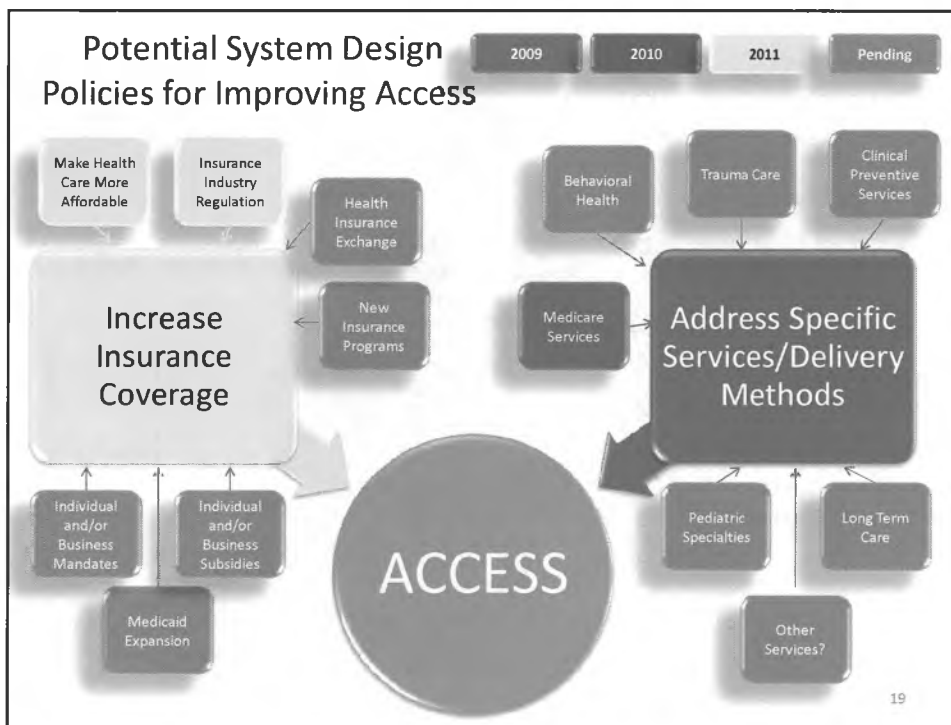 Potential System Design
Policies for Improving Access
2009
2010
2011
Pending
Make Health
Care More
Affordable
Insurance
Industry
Regulation
Health
Insurance
Exchange
New
Insurance
Programs
Increase
Insurance
Coverage
Individual
and/or
Business
Mandates
Individual
and/or
Business
Subsidies
Medicaid
Expansion
ACCESS
Behavioral
Health
Trauma Care
Clinical
Preventive
Services
Medicare
Services
Address Specific
Services/Delivery
Methods
Pediatric
Specialties
Long Term
Care
Other
Services?
19